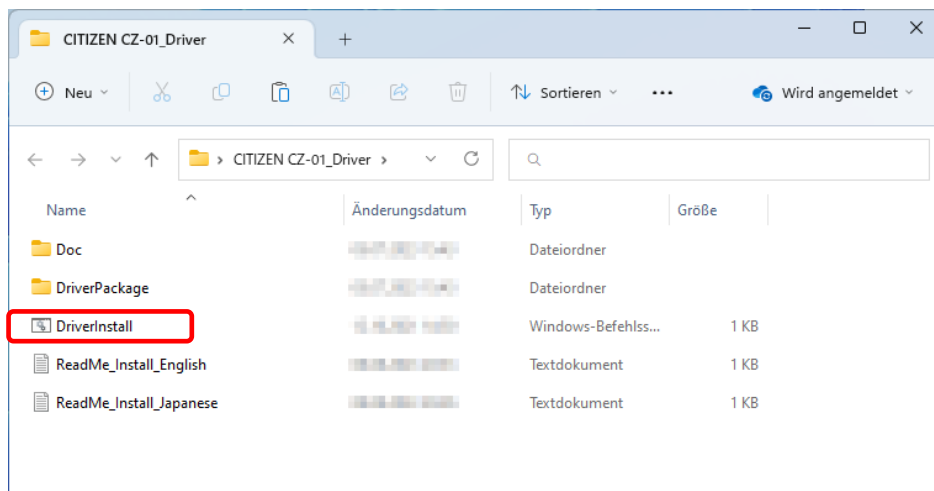 CITIZEN CZ-01_Driver
Neu
Sortieren
Wird angemeldet
CITIZEN CZ-01_Driver
Name Änderungsdatum Typ Größe
Doc Dateiordner
DriverPackage Dateiordner
DriverInstall Windows-Befehlss... 1 KB
ReadMe_Install_English Textdokument 1 KB
ReadMe_Install_Japanese Textdokument 1 KB